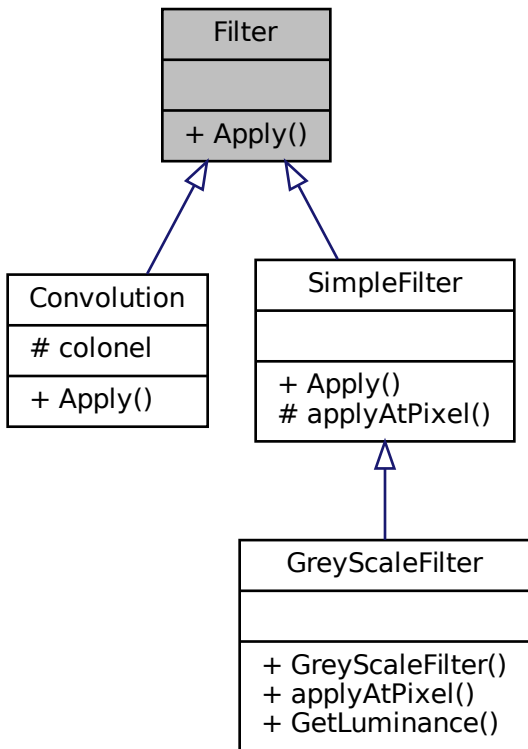 Filter
+ Apply()
Convolution
# colonel
+ Apply()
SimpleFilter
+ Apply()
# applyAtPixel()
GreyScaleFilter
+ GreyScaleFilter()
+ applyAtPixel()
+ GetLuminance()